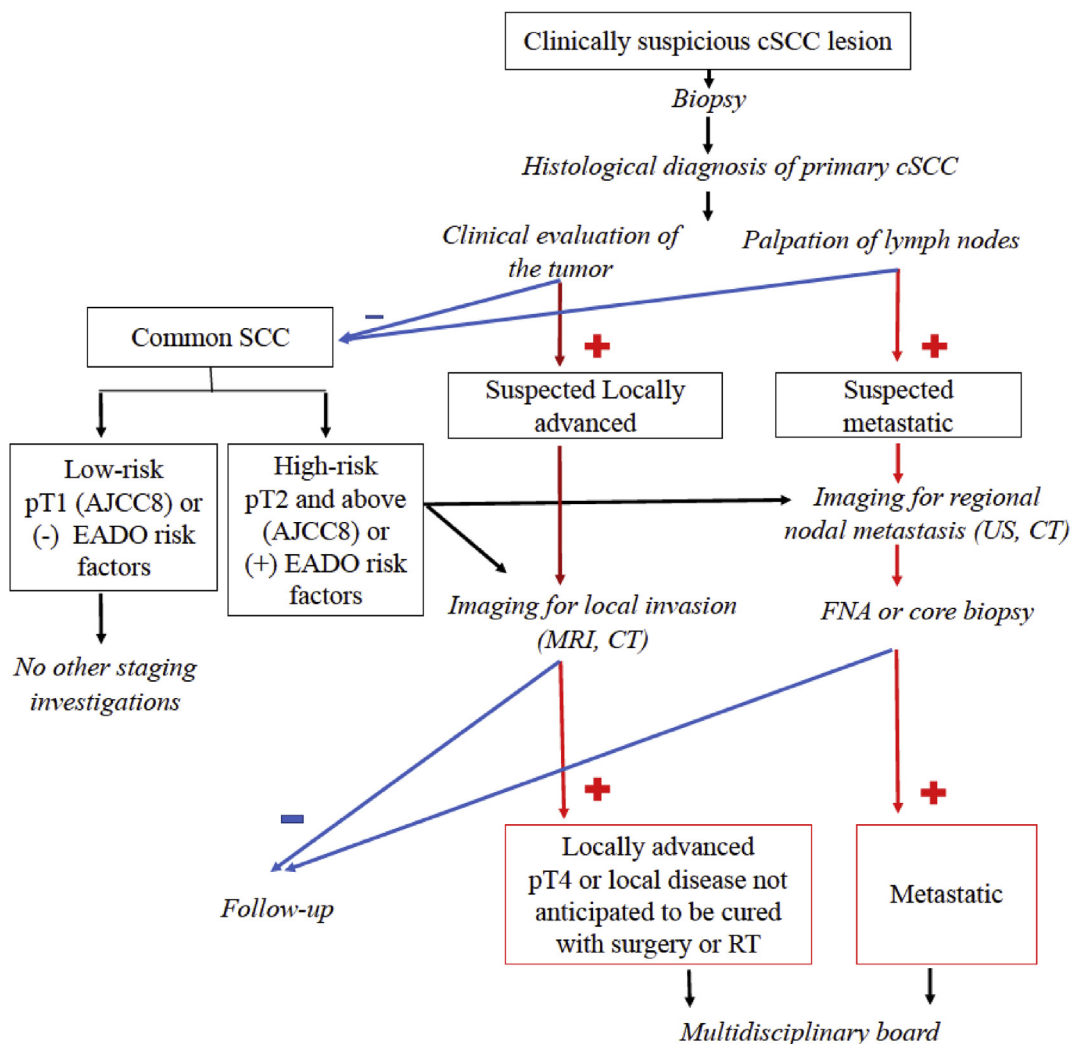 Clinically suspicious cSCC lesion
Biopsy
Histological diagnosis of primary cSCC
Clinical evaluation of
the tumor
Palpation of lymph nodes
−
Common SCC
+
+
Suspected Locally
advanced
Suspected
metastatic
Low-risk
pT1 (AJCC8) or
(-) EADO risk
factors
High-risk
pT2 and above
(AJCC8) or
(+) EADO risk
factors
Imaging for regional
nodal metastasis (US, CT)
Imaging for local invasion
(MRI, CT)
FNA or core biopsy
No other staging
investigations
+
+
−
Locally advanced
pT4 or local disease not
anticipated to be cured
with surgery or RT
Metastatic
Follow-up
Multidisciplinary board